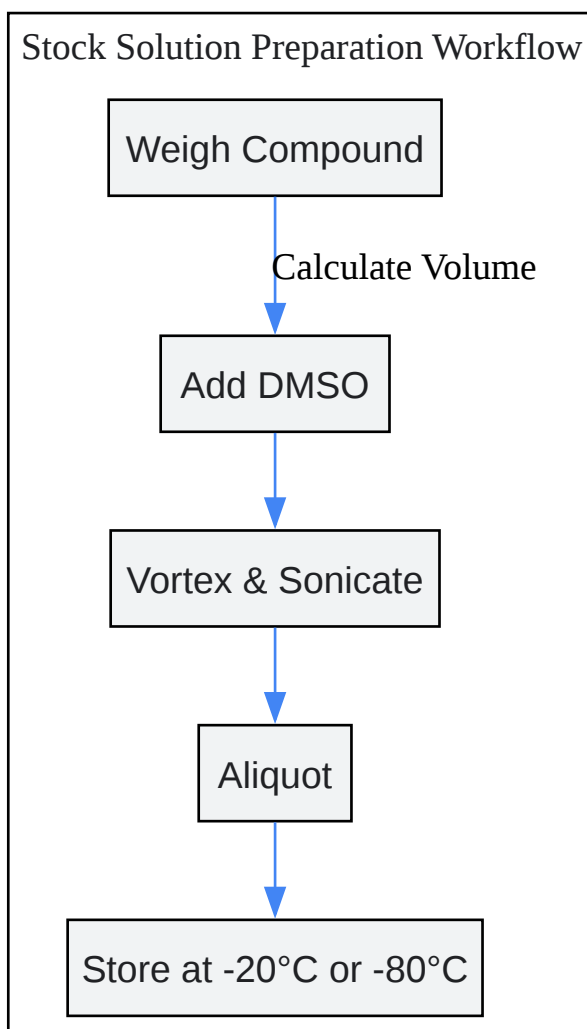 Stock Solution Preparation Workflow
Weigh Compound
Calculate Volume
Add DMSO
Vortex & Sonicate
Aliquot
Store at -20°C or -80°C